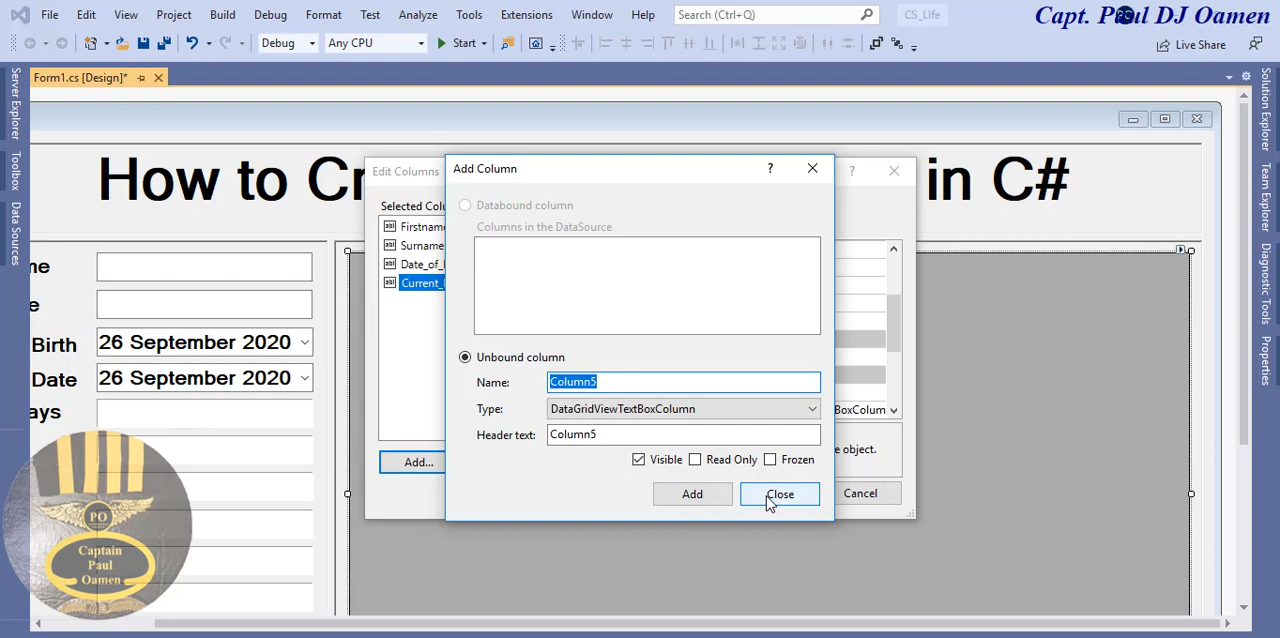 File Edit View Project Build Debug Format Test Analyze Tools Extensions Window Help Search (Ctrl+Q) CS_Life
Capt. Paul DJ Oamen
Debug Any CPU Start Live Share
Form1.cs [Design]*
Server Explorer
Toolbox
Data Sources
Solution Explorer
Team Explorer
Diagnostic Tools
Properties
How to Cr in C#
me
e
Birth 26 September 2020
Date 26 September 2020
ays
Edit Columns
Selected Colu
Firstname
Surname
Date_of_
Current_
Add...
BoxColum
e object.
Cancel
Add Column
Databound column
Columns in the DataSource
Unbound column
Name: Column5
Type: DataGridViewTextBoxColumn
Header text: Column5
Visible Read Only Frozen
Add Close
PO
Captain
Paul
Oamen